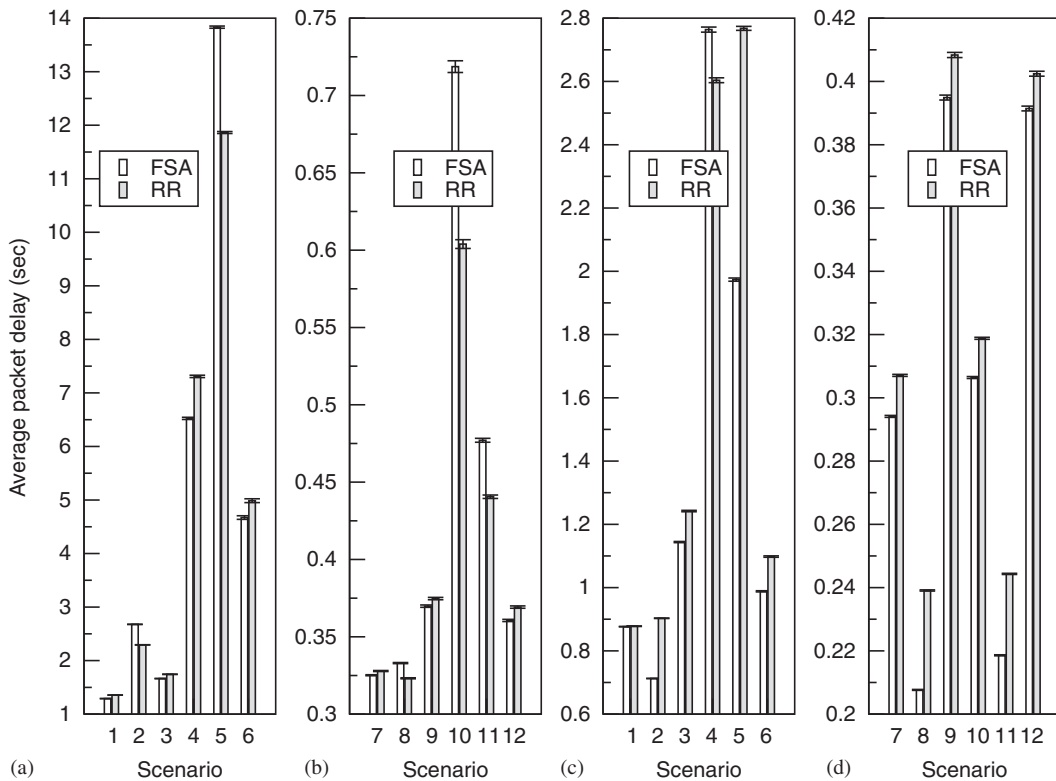 Average packet delay (sec)
14
13
12
11
10
9
8
7
6
5
4
3
2
1
FSA
RR
1 2 3 4 5 6
(a) Scenario
0.75
0.7
0.65
0.6
0.55
0.5
0.45
0.4
0.35
0.3
FSA
RR
7 8 9 10 11 12
(b) Scenario
2.8
2.6
2.4
2.2
2
1.8
1.6
1.4
1.2
1
0.8
0.6
FSA
RR
1 2 3 4 5 6
(c) Scenario
0.42
0.4
0.38
0.36
0.34
0.32
0.3
0.28
0.26
0.24
0.22
0.2
FSA
RR
7 8 9 10 11 12
(d) Scenario